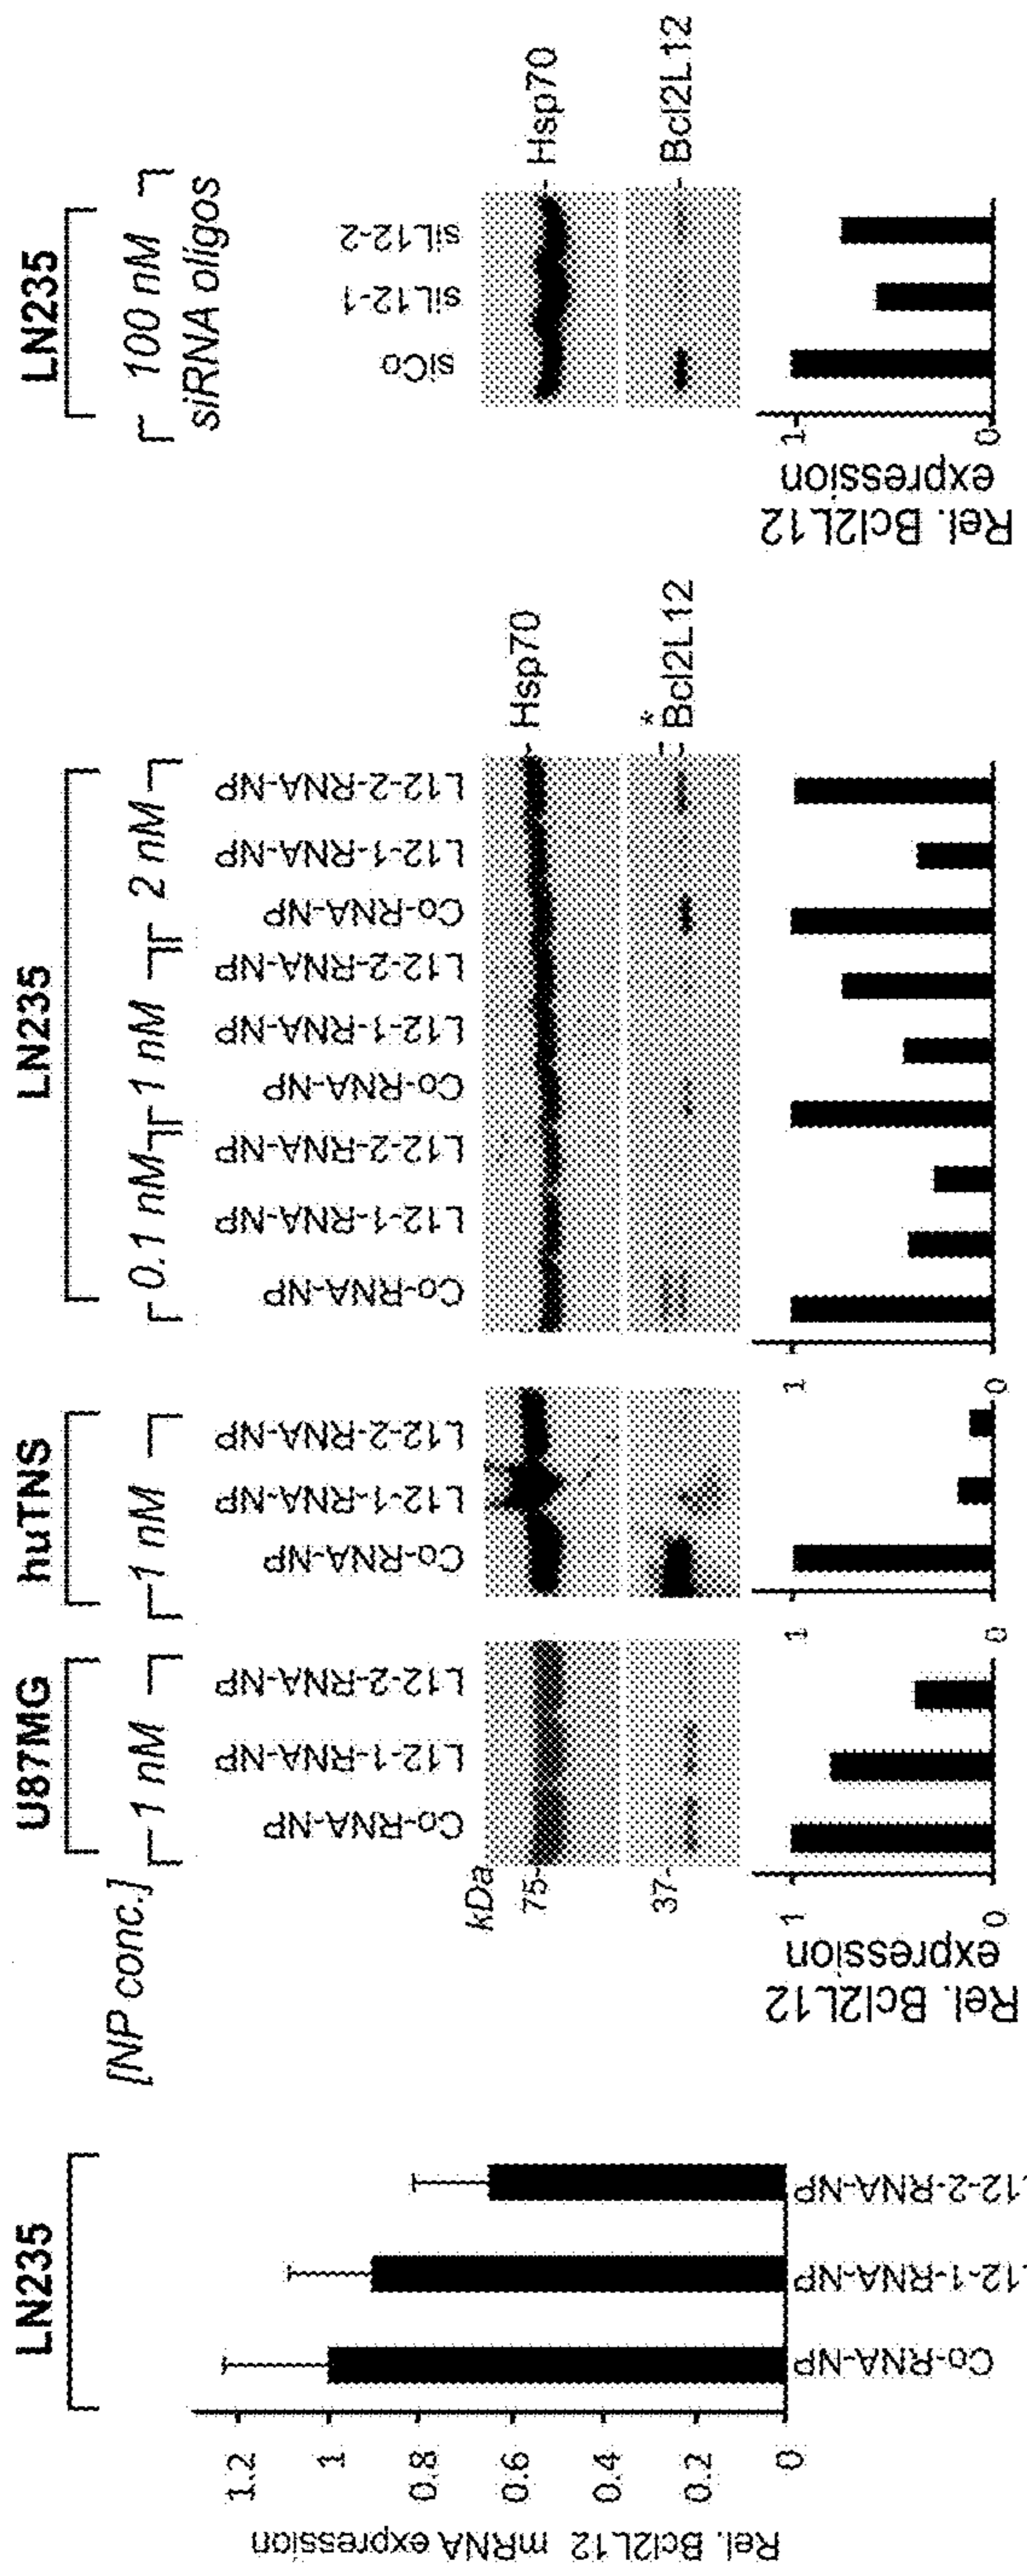 LN235
Rel. Bcl2L12 mRNA expression
1.2
1
0.8
0.6
0.4
0.2
0
Co-RNA-NP
L12-1-RNA-NP
L12-2-RNA-NP
U87MG
huTNS
LN235
[NP conc.]
1 nM
1 nM
0.1 nM
1 nM
2 nM
Co-RNA-NP
L12-1-RNA-NP
L12-2-RNA-NP
Co-RNA-NP
L12-1-RNA-NP
L12-2-RNA-NP
Co-RNA-NP
L12-1-RNA-NP
L12-2-RNA-NP
Co-RNA-NP
L12-1-RNA-NP
L12-2-RNA-NP
Co-RNA-NP
L12-1-RNA-NP
L12-2-RNA-NP
kDa
75-
37-
-Hsp70
*
Bcl2L12
Rel. Bcl2L12
expression
1
0
1
0
1
0
LN235
100 nM
siRNA oligos
siCo
siL12-1
siL12-2
-Hsp70
-Bcl2L12
Rel. Bcl2L12
expression
1
0